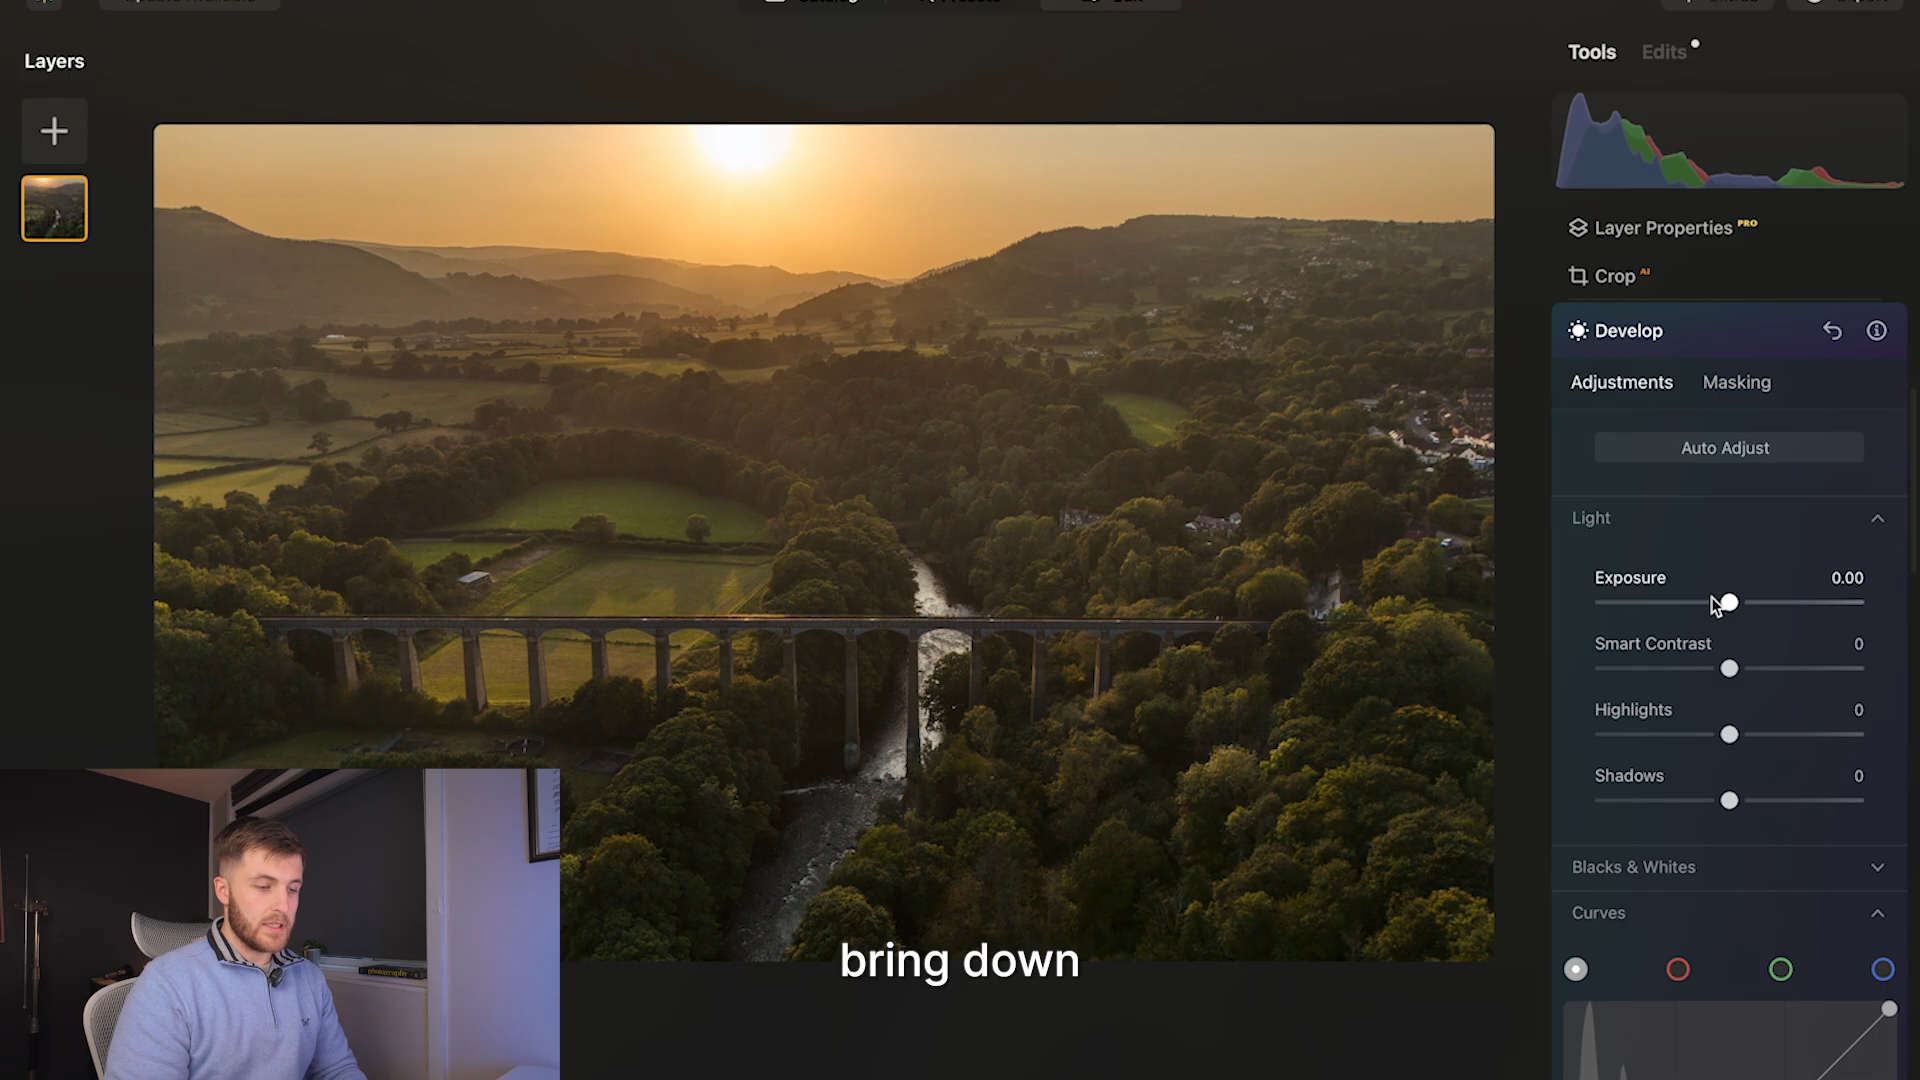 Layers
Tools Edits
Layer Properties PRO
Crop AI
Develop
Adjustments Masking
Auto Adjust
Light
Exposure 0.00
Smart Contrast 0
Highlights 0
Shadows 0
Blacks & Whites
Curves
photography
bring down